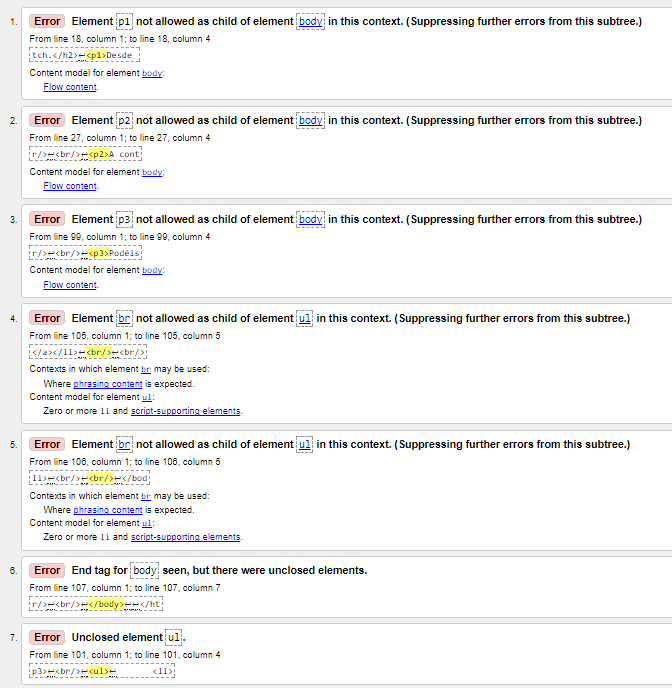 1. Error Element p1 not allowed as child of element body in this context. (Suppressing further errors from this subtree.)
From line 18, column 1; to line 18, column 4
tch.</h2>↩<p1>Desde
Content model for element body:
Flow content.
2. Error Element p2 not allowed as child of element body in this context. (Suppressing further errors from this subtree.)
From line 27, column 1; to line 27, column 4
r/>↩<br/>↩<p2>A cont
Content model for element body:
Flow content.
3. Error Element p3 not allowed as child of element body in this context. (Suppressing further errors from this subtree.)
From line 99, column 1; to line 99, column 4
r/>↩<br/>↩<p3>Podéis
Content model for element body:
Flow content.
4. Error Element br not allowed as child of element ul in this context. (Suppressing further errors from this subtree.)
From line 105, column 1; to line 105, column 5
</a></li>↩<br/>↩<br/>
Contexts in which element br may be used:
Where phrasing content is expected.
Content model for element ul:
Zero or more li and script-supporting elements.
5. Error Element br not allowed as child of element ul in this context. (Suppressing further errors from this subtree.)
From line 106, column 1; to line 106, column 5
li>↩<br/>↩<br/>↩</bod
Contexts in which element br may be used:
Where phrasing content is expected.
Content model for element ul:
Zero or more li and script-supporting elements.
6. Error End tag for body seen, but there were unclosed elements.
From line 107, column 1; to line 107, column 7
r/>↩<br/>↩</body>↩↩</ht
7. Error Unclosed element ul.
From line 101, column 1; to line 101, column 4
p3>↩<br/>↩<ul>↩ <li>